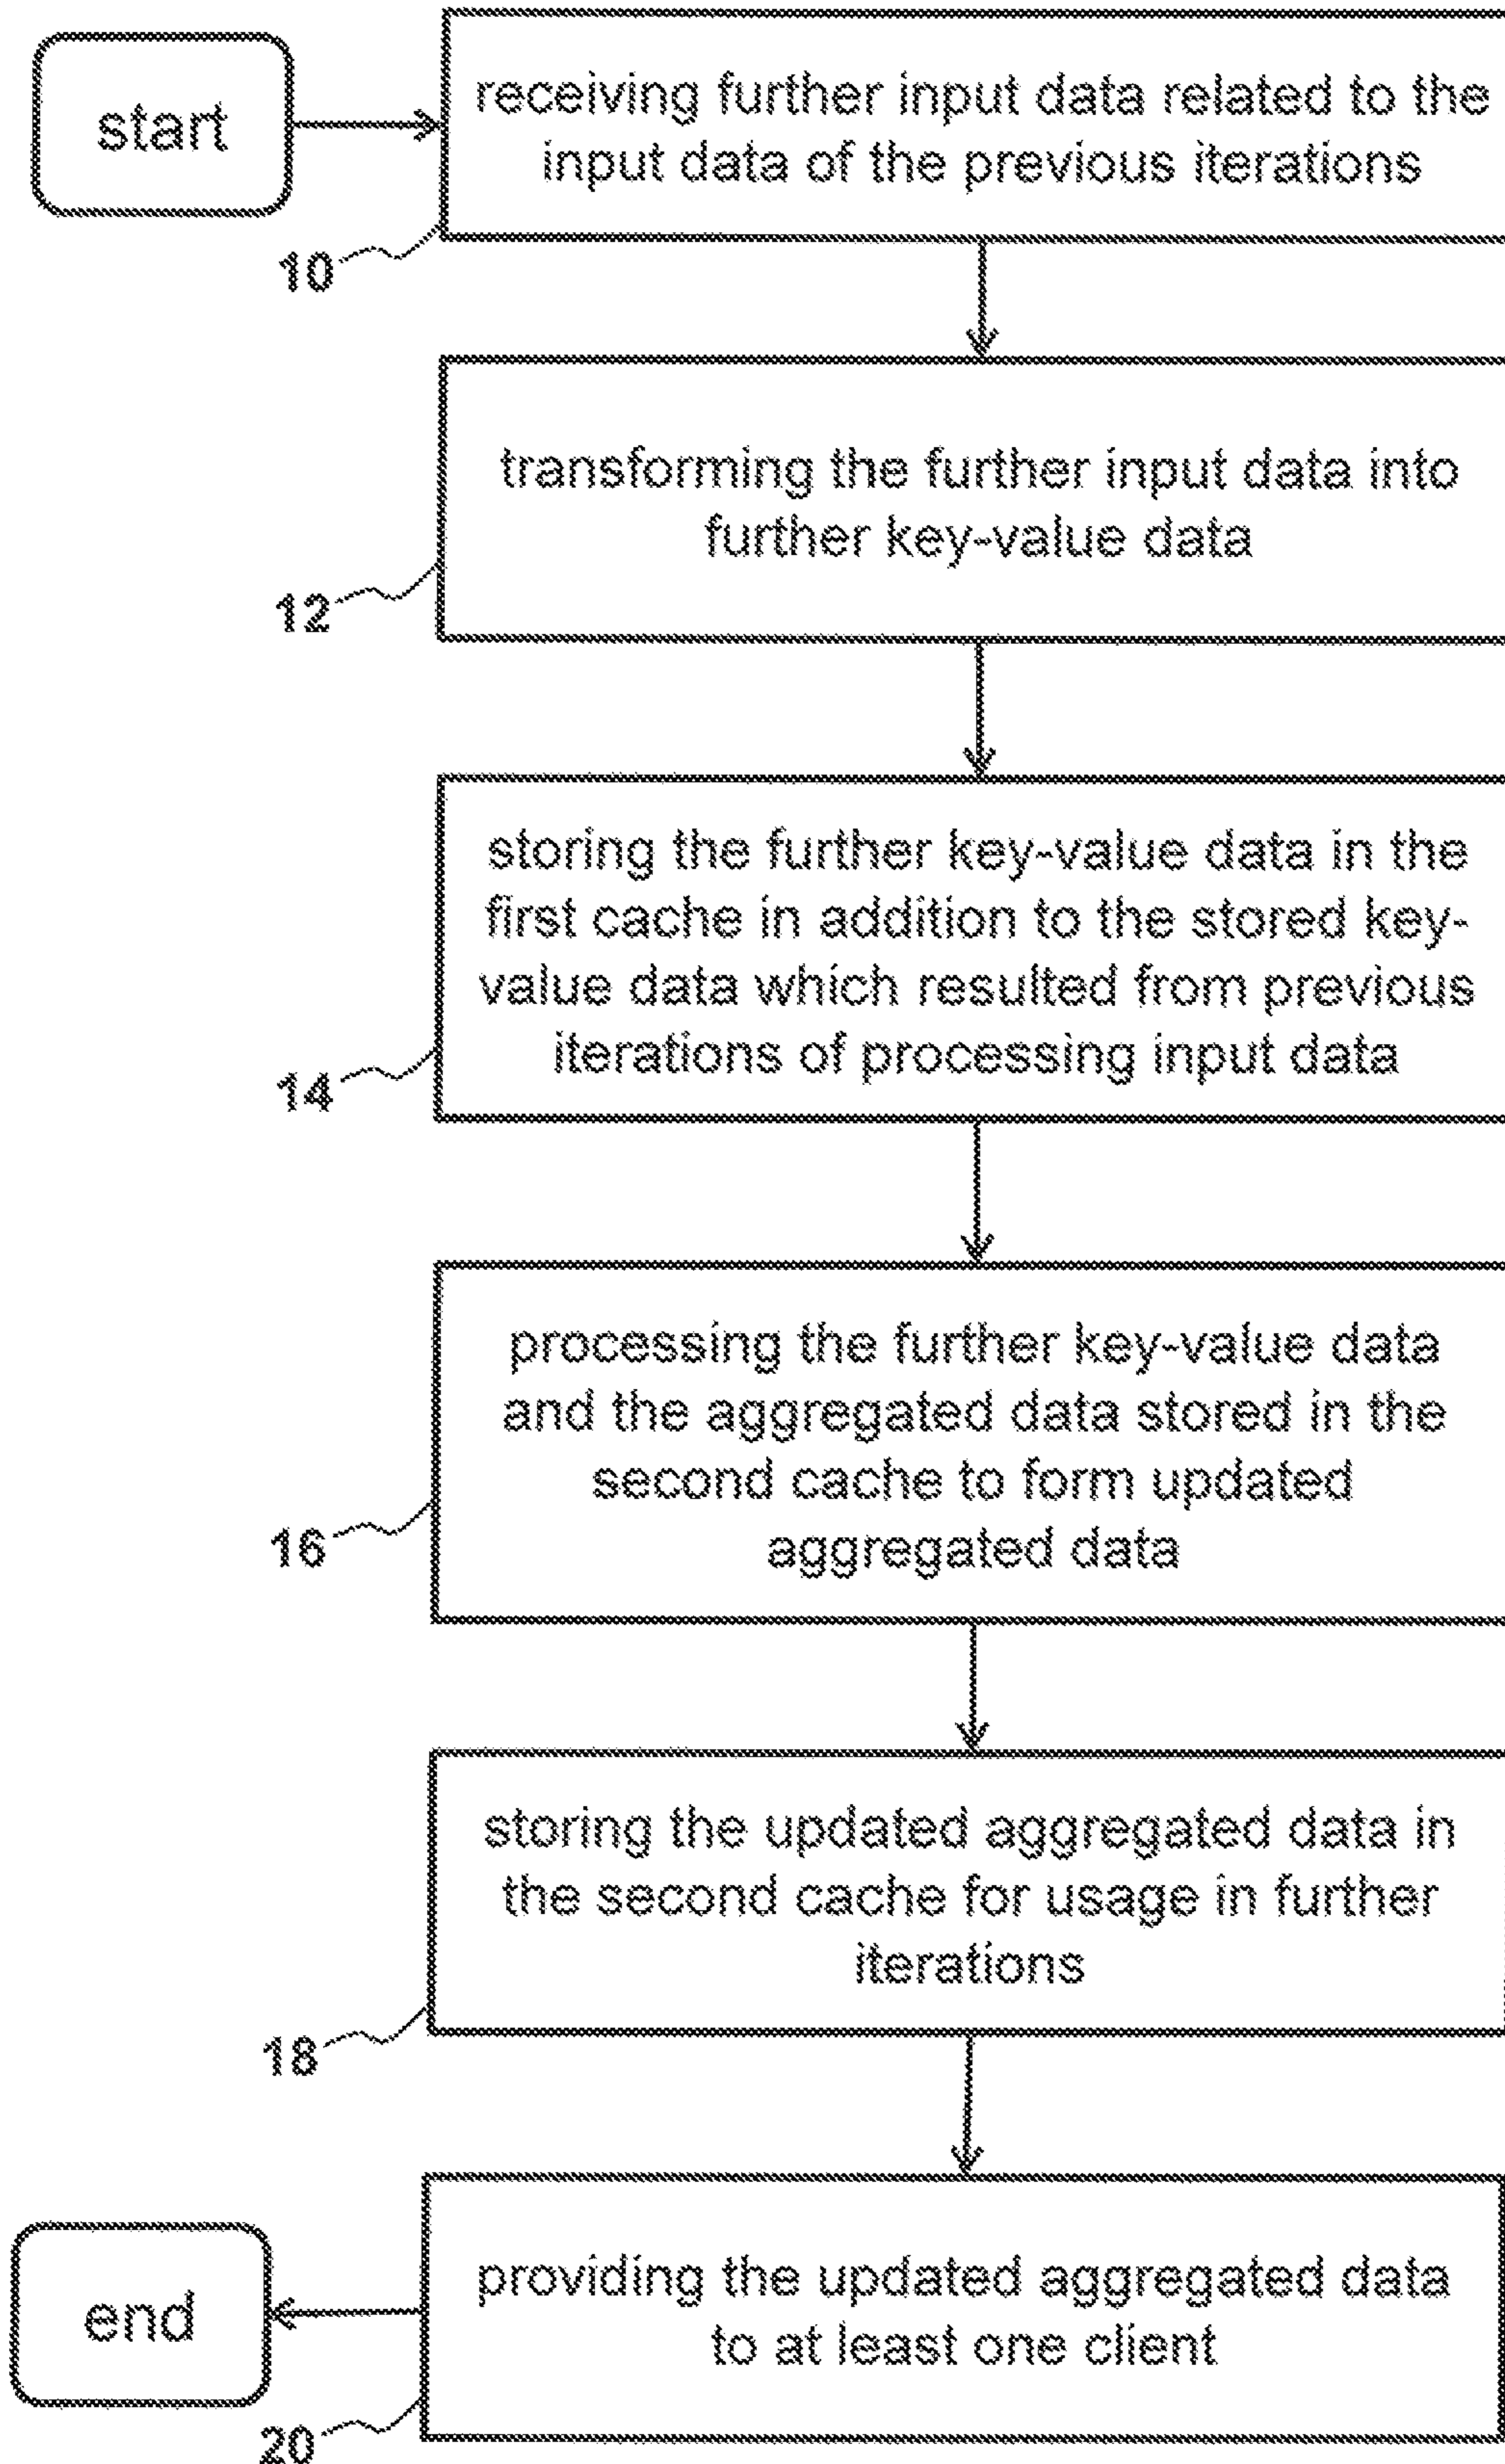 start
receiving further input data related to the
input data of the previous iterations
10
transforming the further input data into
further key-value data
12
storing the further key-value data in the
first cache in addition to the stored key-
value data which resulted from previous
iterations of processing input data
14
processing the further key-value data
and the aggregated data stored in the
second cache to form updated
aggregated data
16
storing the updated aggregated data in
the second cache for usage in further
iterations
18
providing the updated aggregated data
to at least one client
end
20